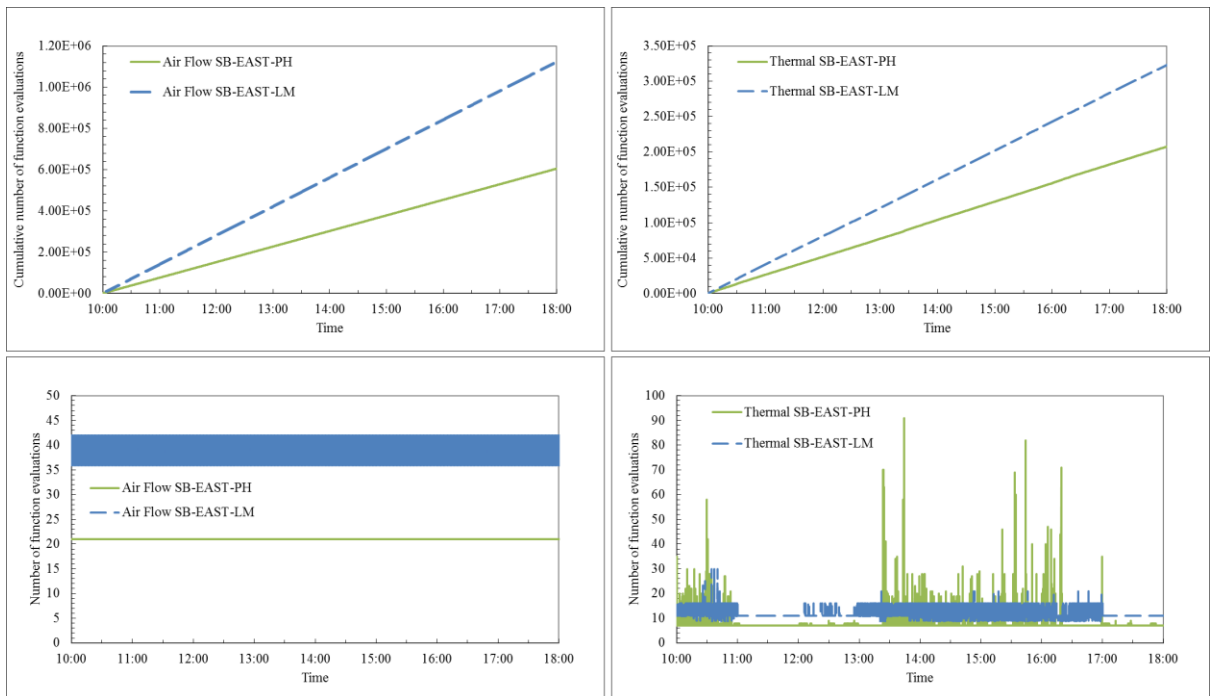 Cumulative number of function evaluations
1.20E+06
1.00E+06
8.00E+05
6.00E+05
4.00E+05
2.00E+05
0.00E+00
Air Flow SB-EAST-PH
Air Flow SB-EAST-LM
10:00 11:00 12:00 13:00 14:00 15:00 16:00 17:00 18:00
Time
Cumulative number of function evaluations
3.50E+05
3.00E+05
2.50E+05
2.00E+05
1.50E+05
1.00E+05
5.00E+04
0.00E+00
Thermal SB-EAST-PH
Thermal SB-EAST-LM
10:00 11:00 12:00 13:00 14:00 15:00 16:00 17:00 18:00
Time
Number of function evaluations
50
45
40
35
30
25
20
15
10
5
0
Air Flow SB-EAST-PH
Air Flow SB-EAST-LM
10:00 11:00 12:00 13:00 14:00 15:00 16:00 17:00 18:00
Time
Number of function evaluations
100
90
80
70
60
50
40
30
20
10
0
Thermal SB-EAST-PH
Thermal SB-EAST-LM
10:00 11:00 12:00 13:00 14:00 15:00 16:00 17:00 18:00
Time